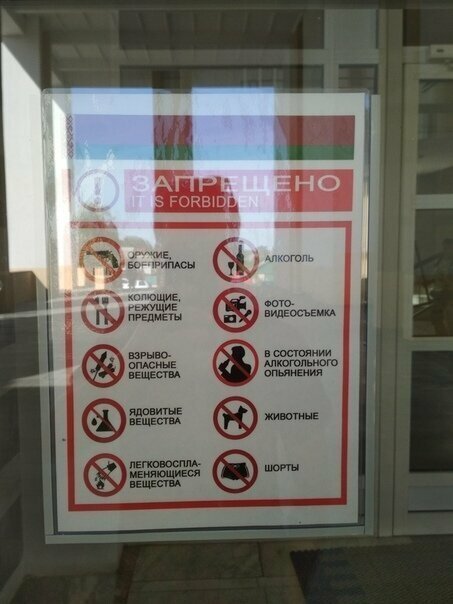 ЗАПРЕЩЕНО
IT IS FORBIDDEN
ОРУЖИЕ,
БОЕПРИПАСЫ
КОЛЮЩИЕ,
РЕЖУЩИЕ
ПРЕДМЕТЫ
ВЗРЫВО-
ОПАСНЫЕ
ВЕЩЕСТВА
ЯДОВИТЫЕ
ВЕЩЕСТВА
ЛЕГКОВОСПЛА-
МЕНЯЮЩИЕСЯ
ВЕЩЕСТВА
АЛКОГОЛЬ
ФОТО-
ВИДЕОСЪЕМКА
В СОСТОЯНИИ
АЛКОГОЛЬНОГО
ОПЬЯНЕНИЯ
ЖИВОТНЫЕ
ШОРТЫ